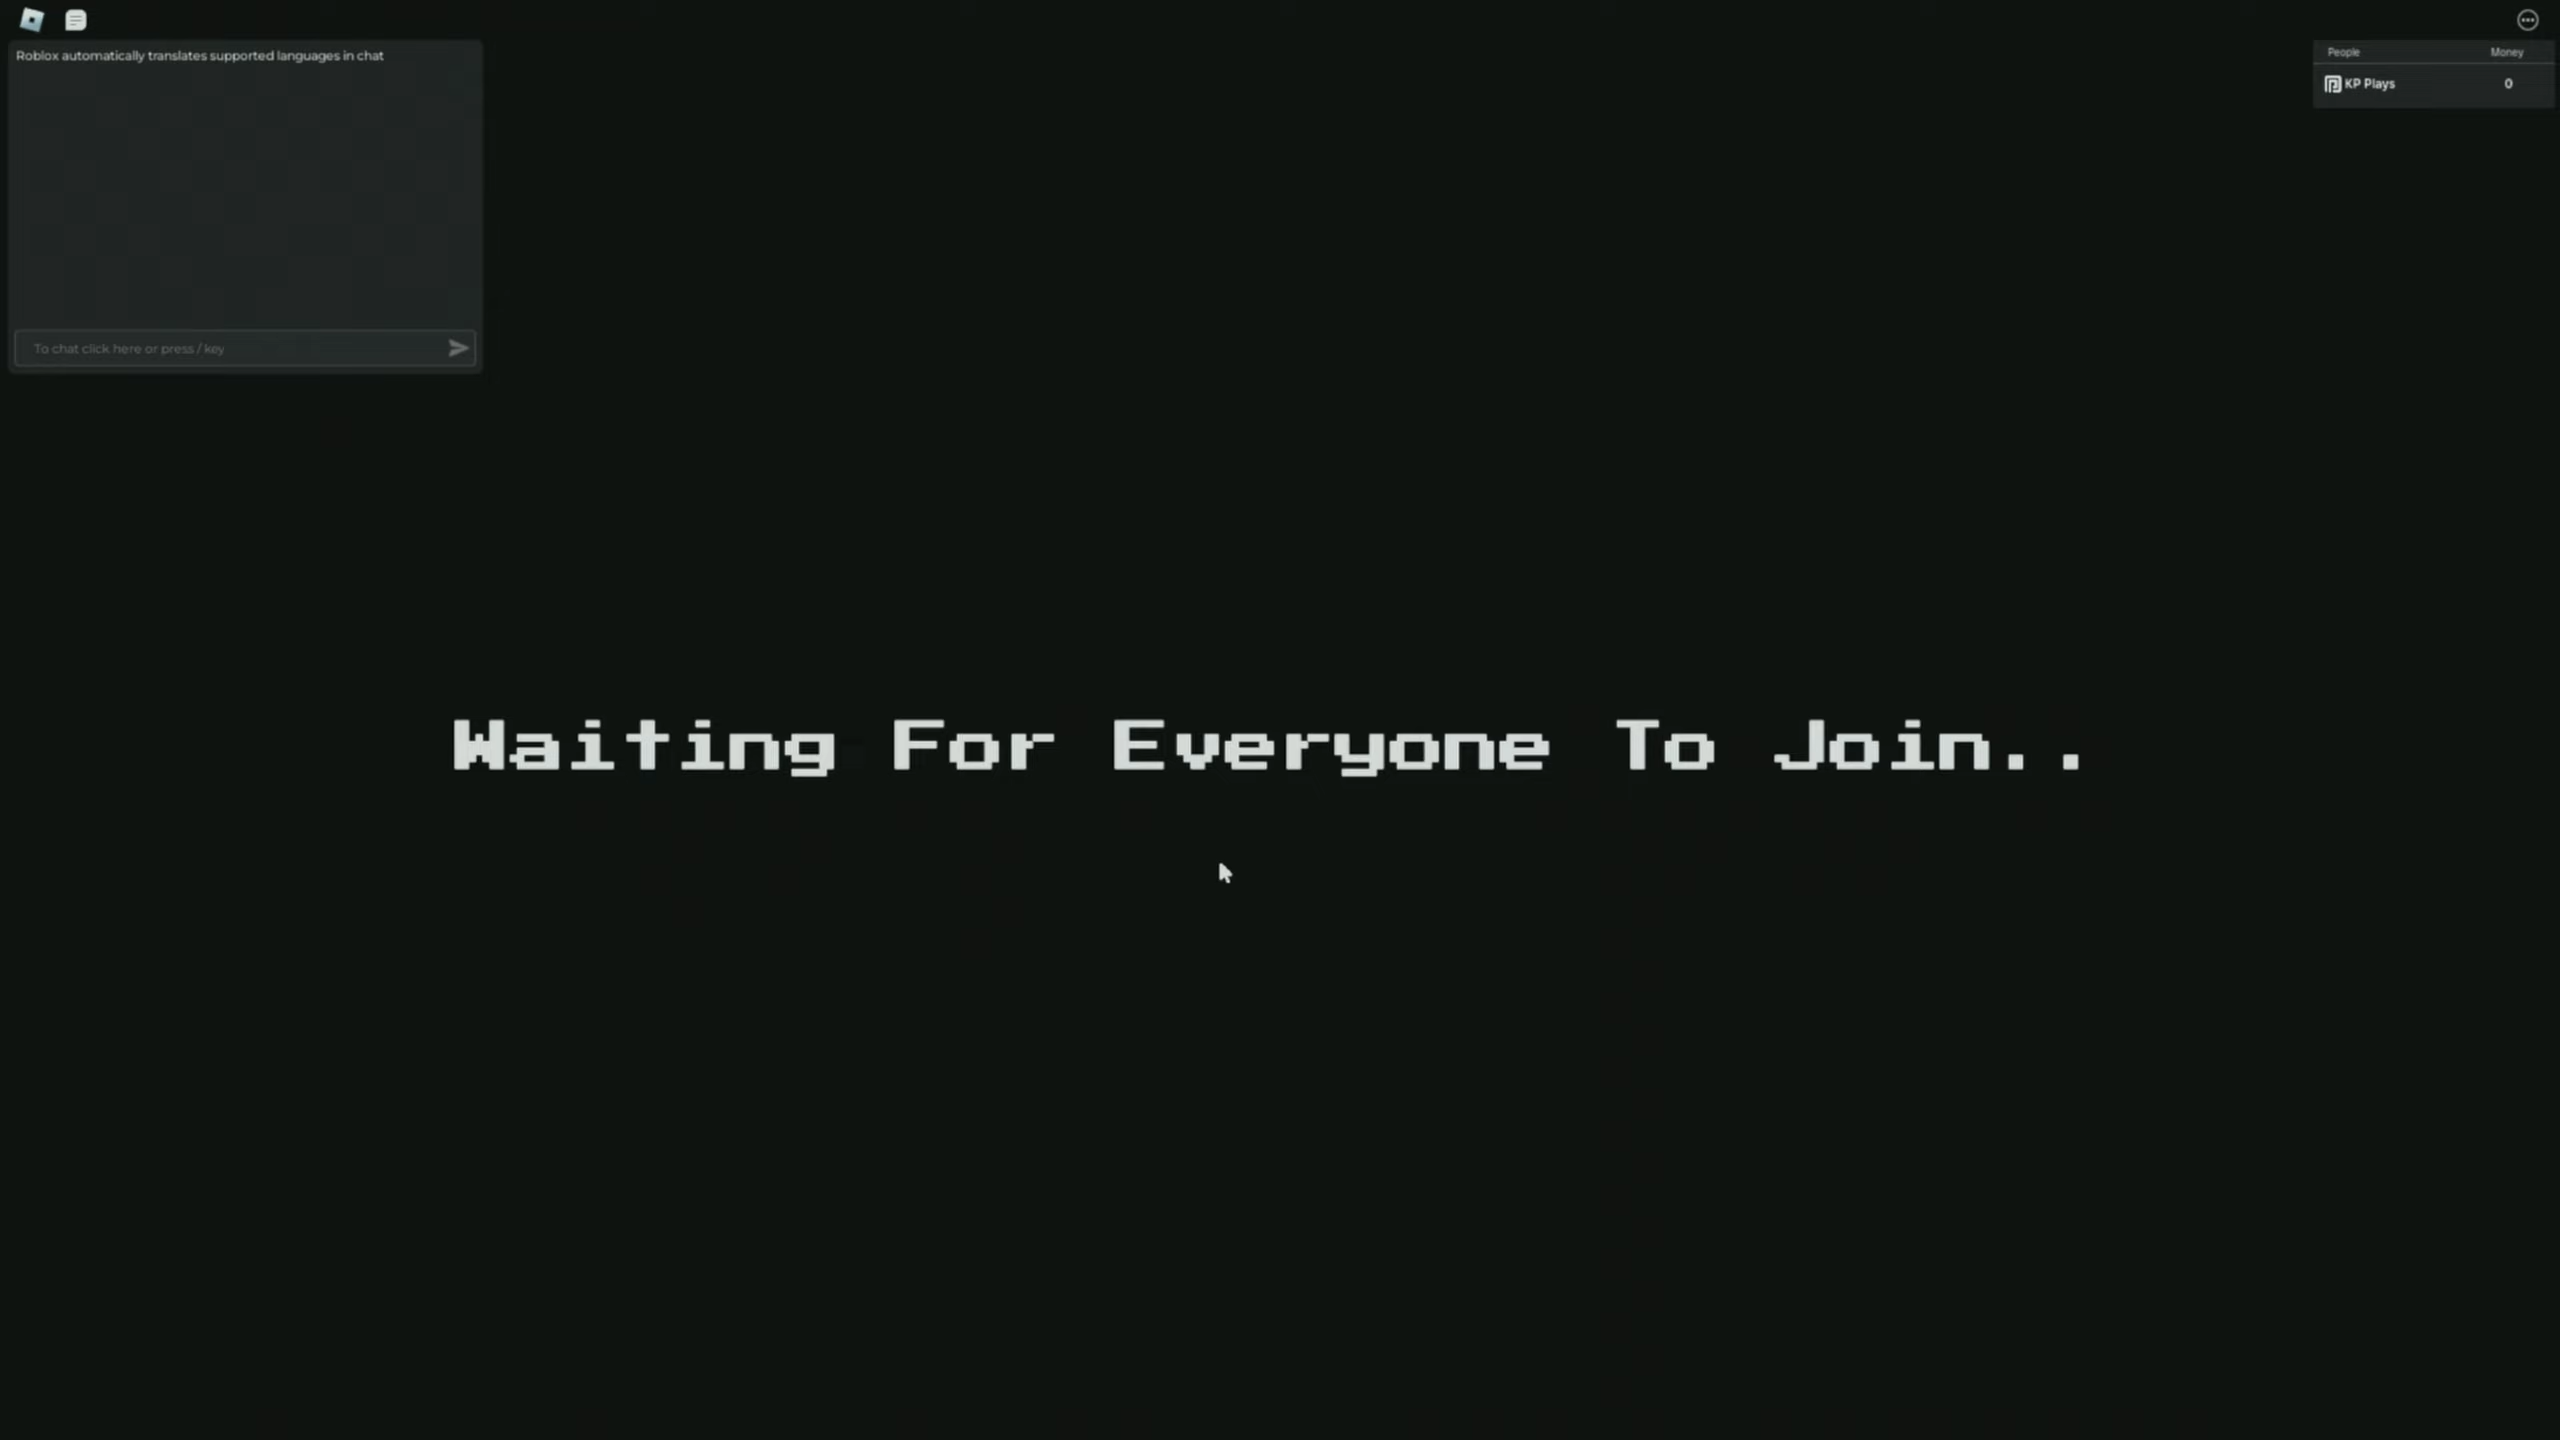 Roblox automatically translates supported languages in chat
To chat click here or press / key
People Money
KP Plays 0
Waiting For Everyone To Join..